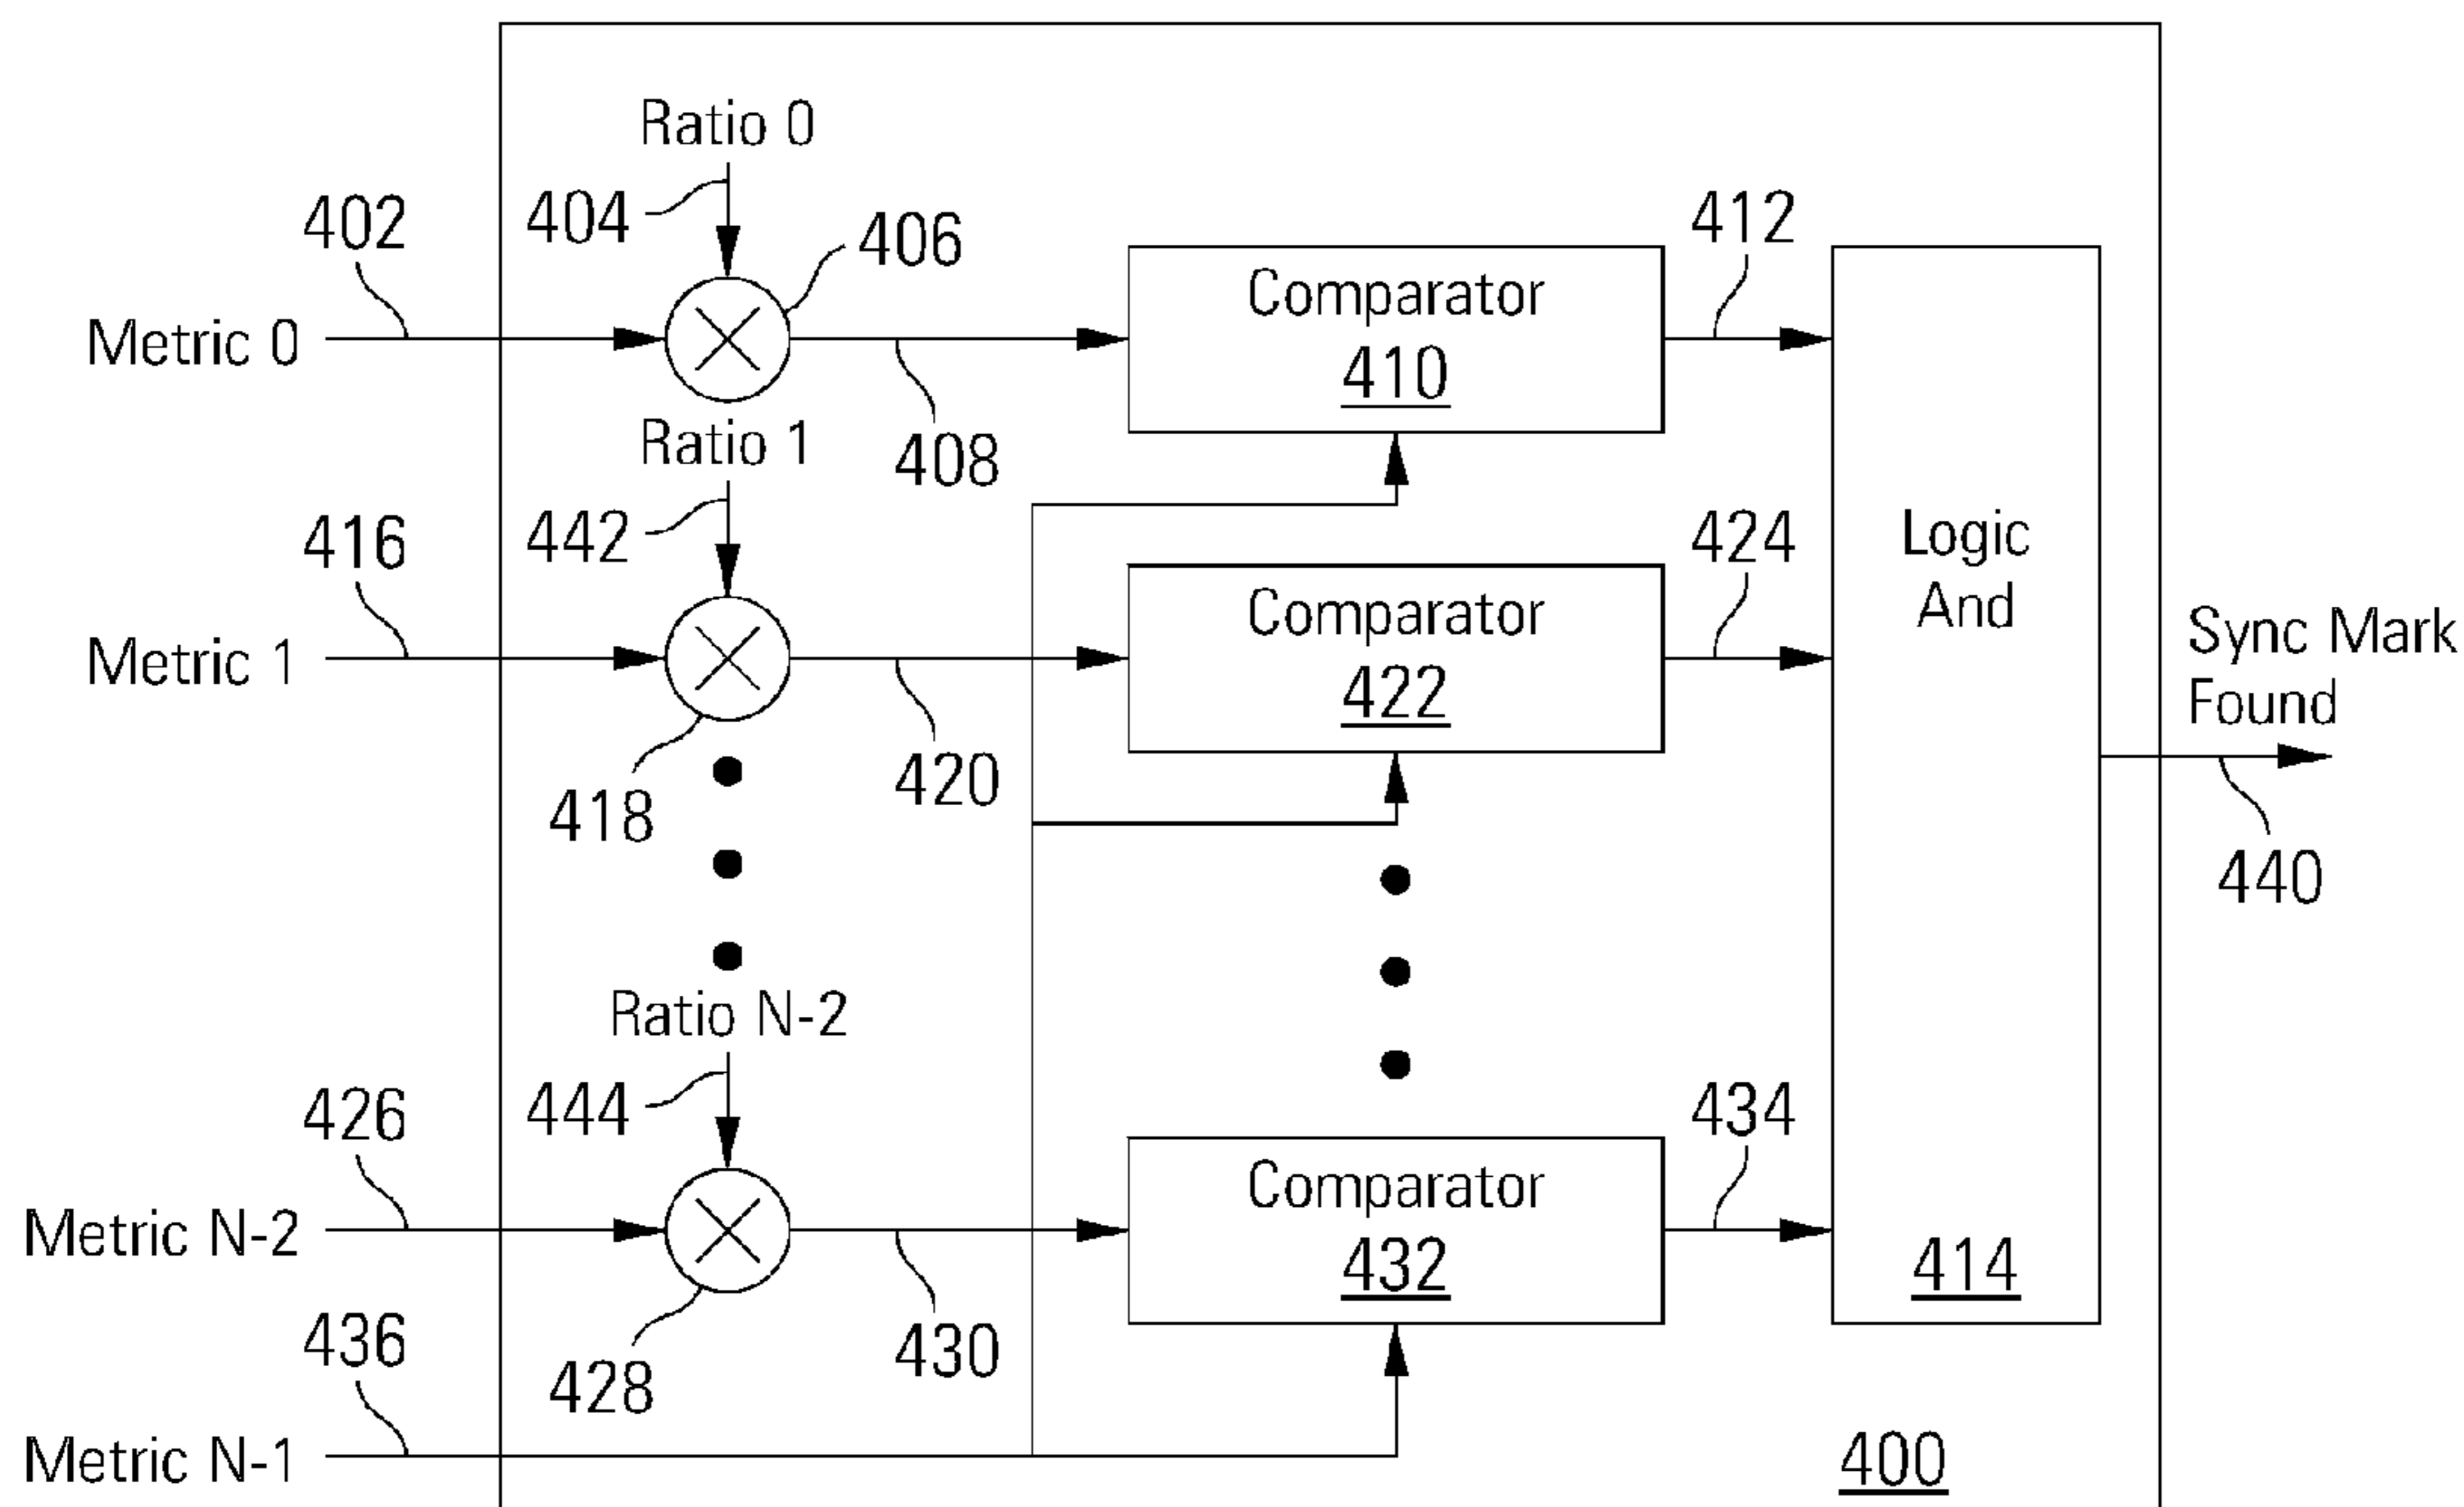 Ratio 0
402
404
406
412
Metric 0
Comparator
410
408
Ratio 1
416
442
424
Logic
And
Metric 1
Comparator
422
Sync Mark
Found
418
420
440
Ratio N-2
426
444
434
Metric N-2
Comparator
432
414
436
428
430
Metric N-1
400